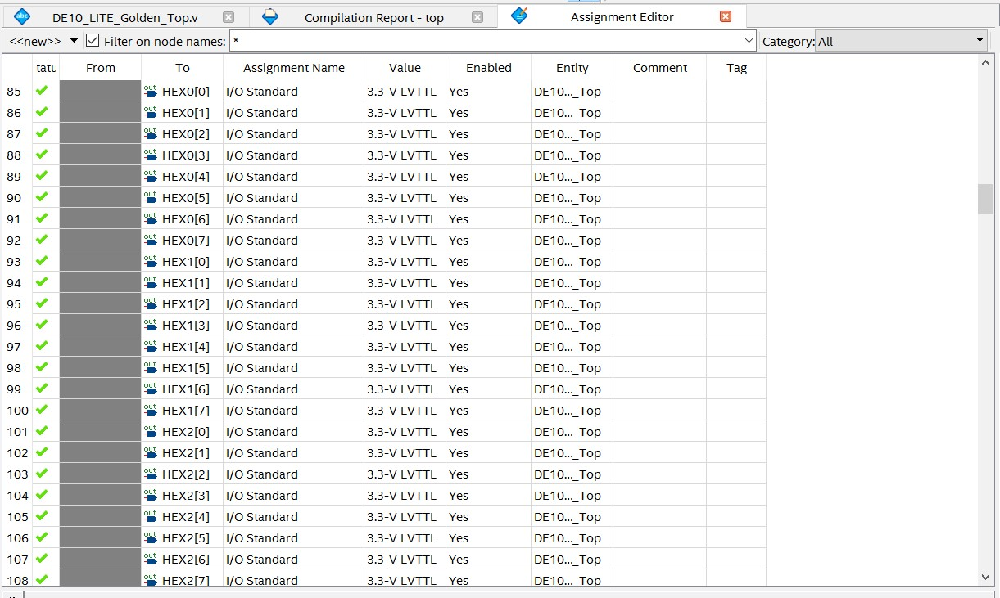 abc DE10_LITE_Golden_Top.v Compilation Report - top Assignment Editor
<<new>> Filter on node names: * Category: All
tatu From To Assignment Name Value Enabled Entity Comment Tag
85 out HEX0[0] I/O Standard 3.3-V LVTTL Yes DE10..._Top
86 out HEX0[1] I/O Standard 3.3-V LVTTL Yes DE10..._Top
87 out HEX0[2] I/O Standard 3.3-V LVTTL Yes DE10..._Top
88 out HEX0[3] I/O Standard 3.3-V LVTTL Yes DE10..._Top
89 out HEX0[4] I/O Standard 3.3-V LVTTL Yes DE10..._Top
90 out HEX0[5] I/O Standard 3.3-V LVTTL Yes DE10..._Top
91 out HEX0[6] I/O Standard 3.3-V LVTTL Yes DE10..._Top
92 out HEX0[7] I/O Standard 3.3-V LVTTL Yes DE10..._Top
93 out HEX1[0] I/O Standard 3.3-V LVTTL Yes DE10..._Top
94 out HEX1[1] I/O Standard 3.3-V LVTTL Yes DE10..._Top
95 out HEX1[2] I/O Standard 3.3-V LVTTL Yes DE10..._Top
96 out HEX1[3] I/O Standard 3.3-V LVTTL Yes DE10..._Top
97 out HEX1[4] I/O Standard 3.3-V LVTTL Yes DE10..._Top
98 out HEX1[5] I/O Standard 3.3-V LVTTL Yes DE10..._Top
99 out HEX1[6] I/O Standard 3.3-V LVTTL Yes DE10..._Top
100 out HEX1[7] I/O Standard 3.3-V LVTTL Yes DE10..._Top
101 out HEX2[0] I/O Standard 3.3-V LVTTL Yes DE10..._Top
102 out HEX2[1] I/O Standard 3.3-V LVTTL Yes DE10..._Top
103 out HEX2[2] I/O Standard 3.3-V LVTTL Yes DE10..._Top
104 out HEX2[3] I/O Standard 3.3-V LVTTL Yes DE10..._Top
105 out HEX2[4] I/O Standard 3.3-V LVTTL Yes DE10..._Top
106 out HEX2[5] I/O Standard 3.3-V LVTTL Yes DE10..._Top
107 out HEX2[6] I/O Standard 3.3-V LVTTL Yes DE10..._Top
108 out HEX2[7] I/O Standard 3.3-V LVTTL Yes DE10..._Top